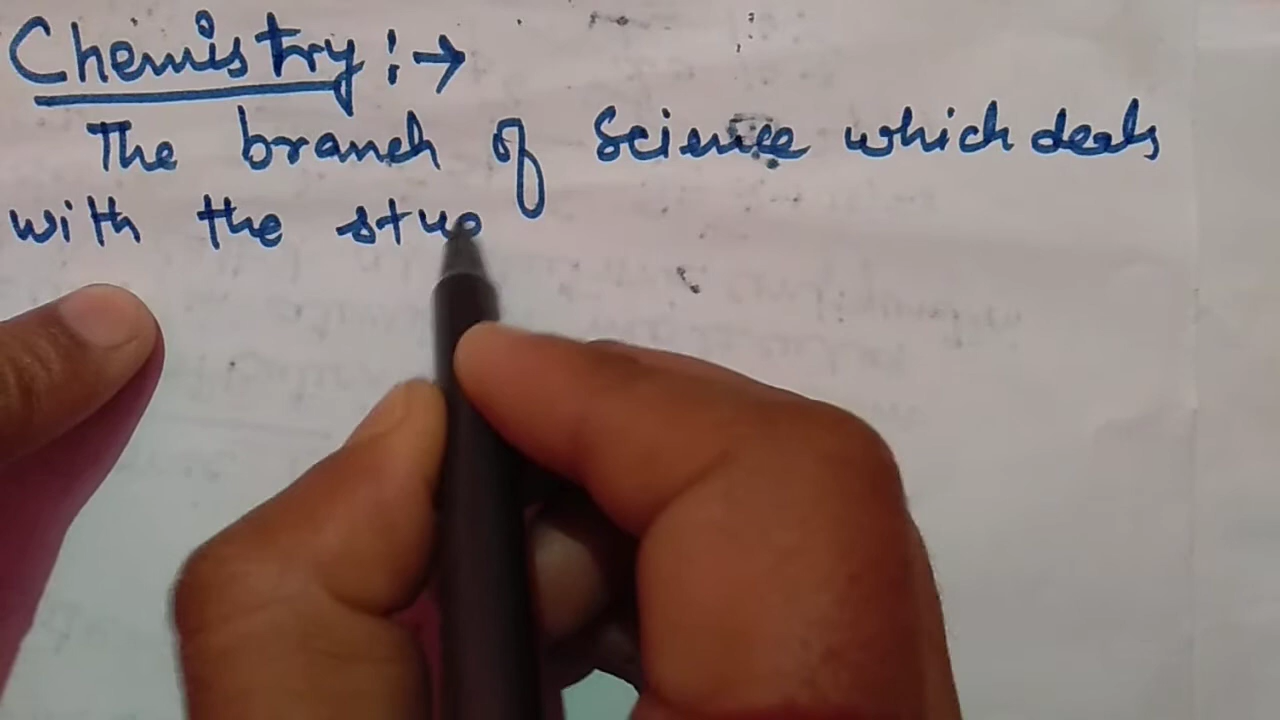 Chemistry :→
The branch of Science which deals
with the stu